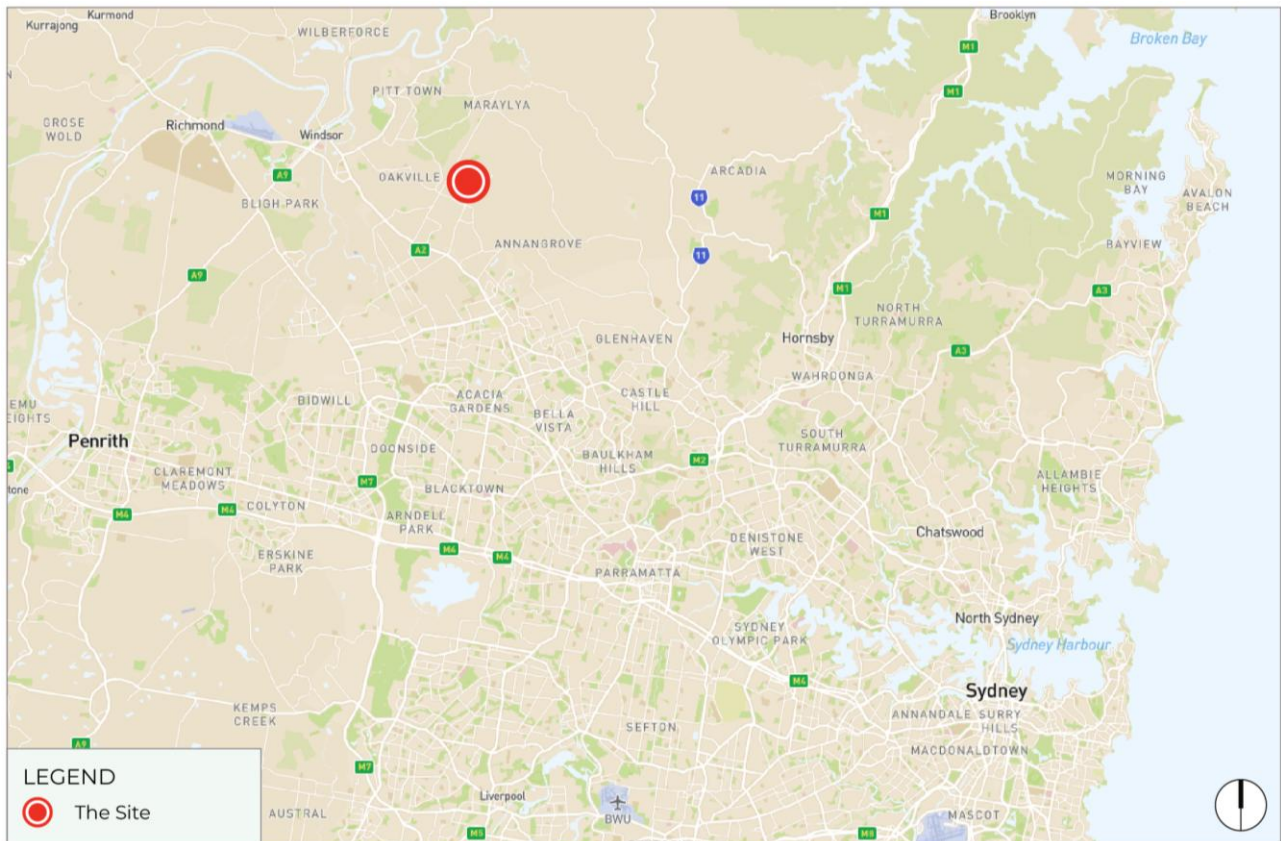 Kurmond
Brooklyn
Kurrajong
WILBERFORCE
Broken Bay
M1
PITT TOWN
M1
MARAYLYA
GROSE
WOLD
Richmond
Windsor
A9
OAKVILLE
ARCADIA
MORNING
BAY
AVALON
BEACH
11
BLIGH PARK
M1
A2
ANNANGROVE
BAYVIEW
11
A9
M1
A3
NORTH
TURRAMURRA
GLENHAVEN
Hornsby
A3
WAHROONGA
EMU
HEIGHTS
BIDWILL
ACACIA
GARDENS
CASTLE
HILL
BELLA
VISTA
Penrith
DOONSIDE
SOUTH
TURRAMURRA
BAULKHAM
HILLS
M2
CLAREMONT
MEADOWS
M7
BLACKTOWN
ALLAMBIE
HEIGHTS
tone
COLYTON
M4
M4
ARNDELL
PARK
Chatswood
DENISTONE
WEST
ERSKINE
PARK
M4
M4
PARRAMATTA
North Sydney
SYDNEY
OLYMPIC PARK
Sydney Harbour
M4
Sydney
KEMPS
CREEK
SEFTON
ANNANDALE
SURRY
HILLS
A9
MACDONALDTOWN
M7
LEGEND
The Site
Liverpool
BWU
AUSTRAL
MASCOT
M5
M8